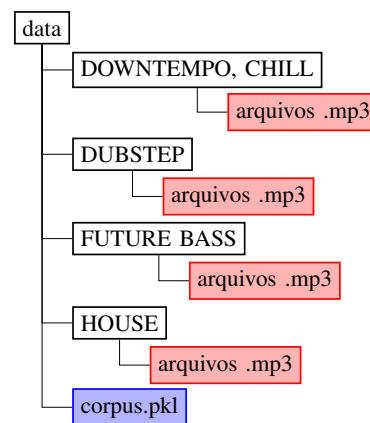 data
DOWNTEMPO, CHILL
arquivos .mp3
DUBSTEP
arquivos .mp3
FUTURE BASS
arquivos .mp3
HOUSE
arquivos .mp3
corpus.pkl